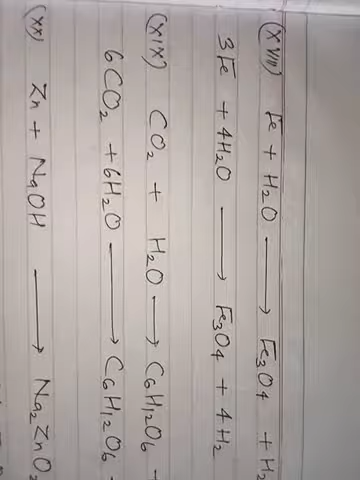 (XVIII) Fe + H₂O ⟶ Fe₃O₄ + H₂
3Fe + 4H₂O ⟶ Fe₃O₄ + 4H₂
(XIX) CO₂ + H₂O ⟶ C₆H₁₂O₆ +
6CO₂ + 6H₂O ⟶ C₆H₁₂O₆ +
(XX) Zn + NaOH ⟶ Na₂ZnO₂